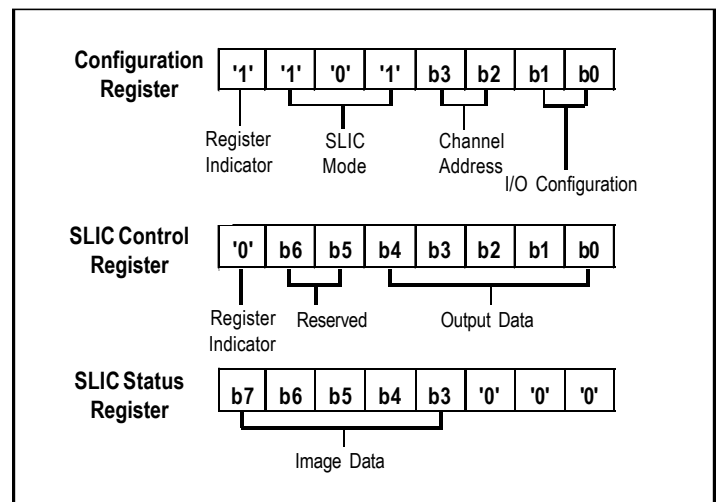 Configuration
Register
'1' '1' '0' '1' b3 b2 b1 b0
Register
Indicator
SLIC
Mode
Channel
Address
I/O Configuration
SLIC Control
Register
'0' b6 b5 b4 b3 b2 b1 b0
Register
Indicator
Reserved
Output Data
SLIC Status
Register
b7 b6 b5 b4 b3 '0' '0' '0'
Image Data